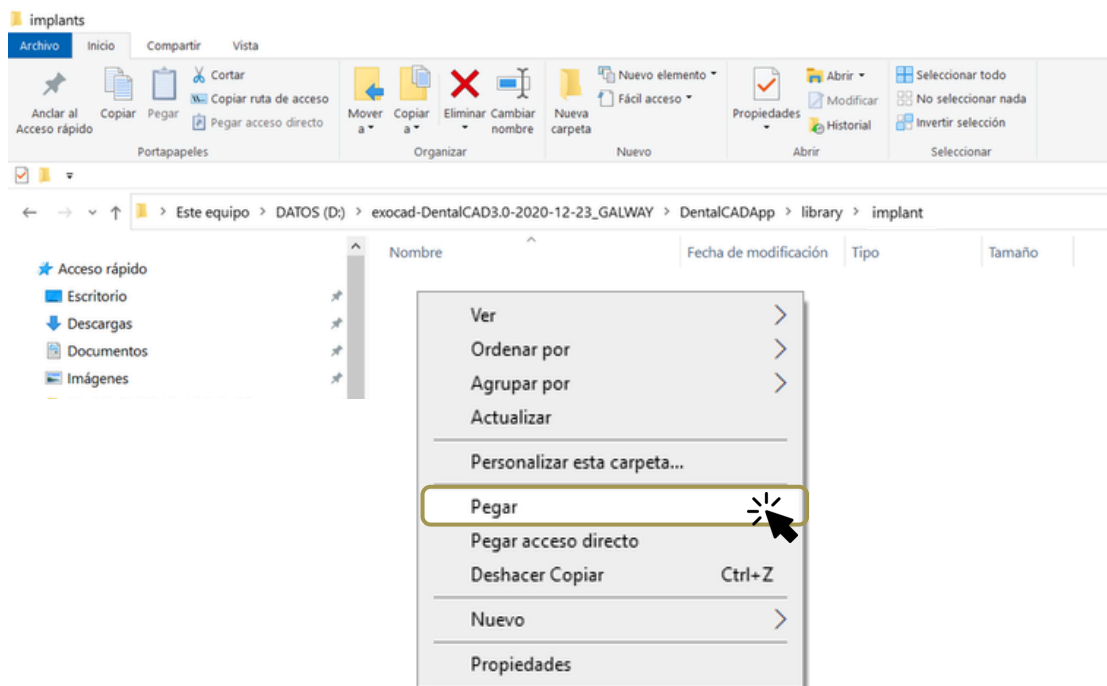 implants
Archivo Inicio Compartir Vista
Anclar al Acceso rápido
Copiar
Pegar
Cortar
Copiar ruta de acceso
Pegar acceso directo
Portapapeles
Mover a
Copiar a
Eliminar
Cambiar nombre
Organizar
Nueva carpeta
Nuevo elemento
Fácil acceso
Nuevo
Propiedades
Abrir
Modificar
Historial
Abrir
Seleccionar todo
No seleccionar nada
Invertir selección
Seleccionar
Este equipo > DATOS (D:) > exocad-DentalCAD3.0-2020-12-23_GALWAY > DentalCADApp > library > implant
Nombre Fecha de modificación Tipo Tamaño
Acceso rápido
Escritorio
Descargas
Documentos
Imágenes
Ver
Ordenar por
Agrupar por
Actualizar
Personalizar esta carpeta...
Pegar
Pegar acceso directo
Deshacer Copiar Ctrl+Z
Nuevo
Propiedades